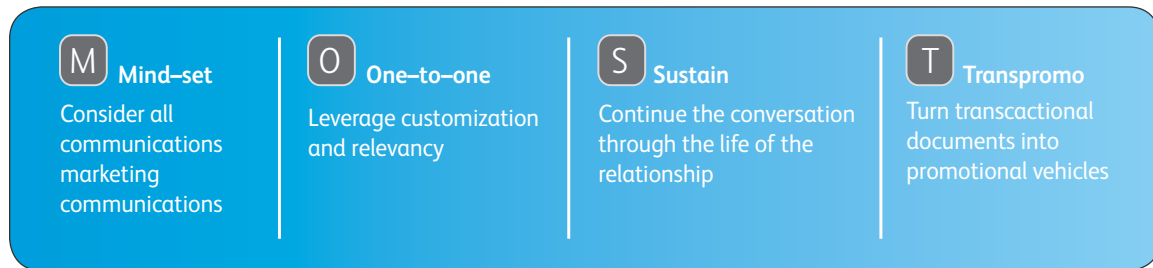 M Mind–set
Consider all
communications
marketing
communications
O One–to–one
Leverage customization
and relevancy
S Sustain
Continue the conversation
through the life of the
relationship
T Transpromo
Turn transcactional
documents into
promotional vehicles